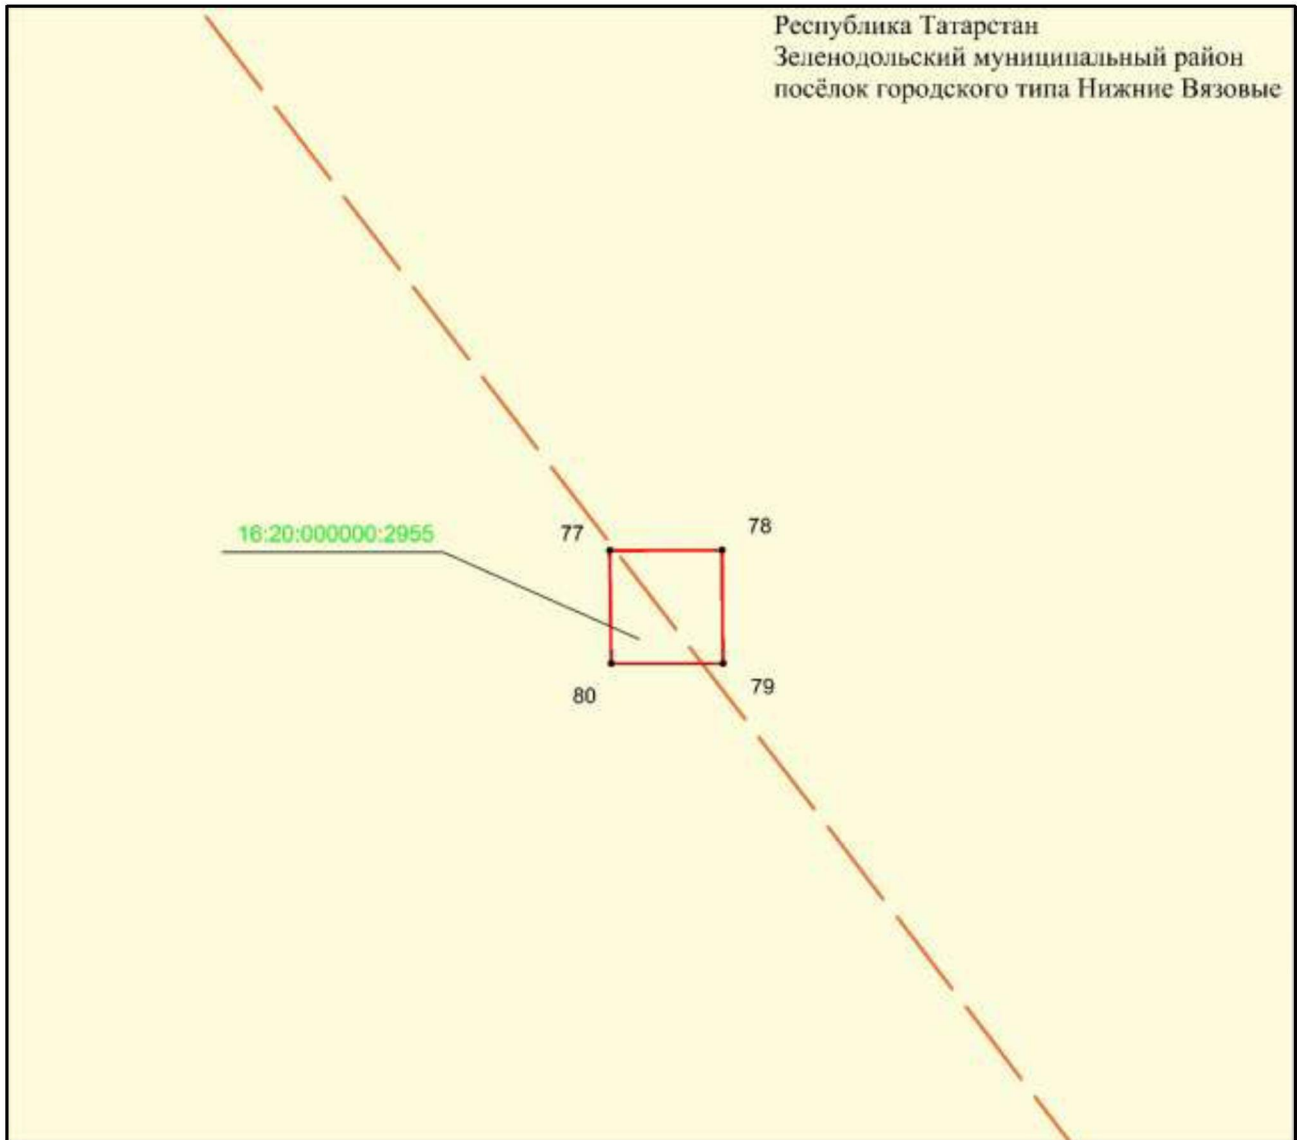 Республика Татарстан
Зеленодольский муниципальный район
посёлок городского типа Нижние Вязовые
16:20:000000:2955
77
78
80
79